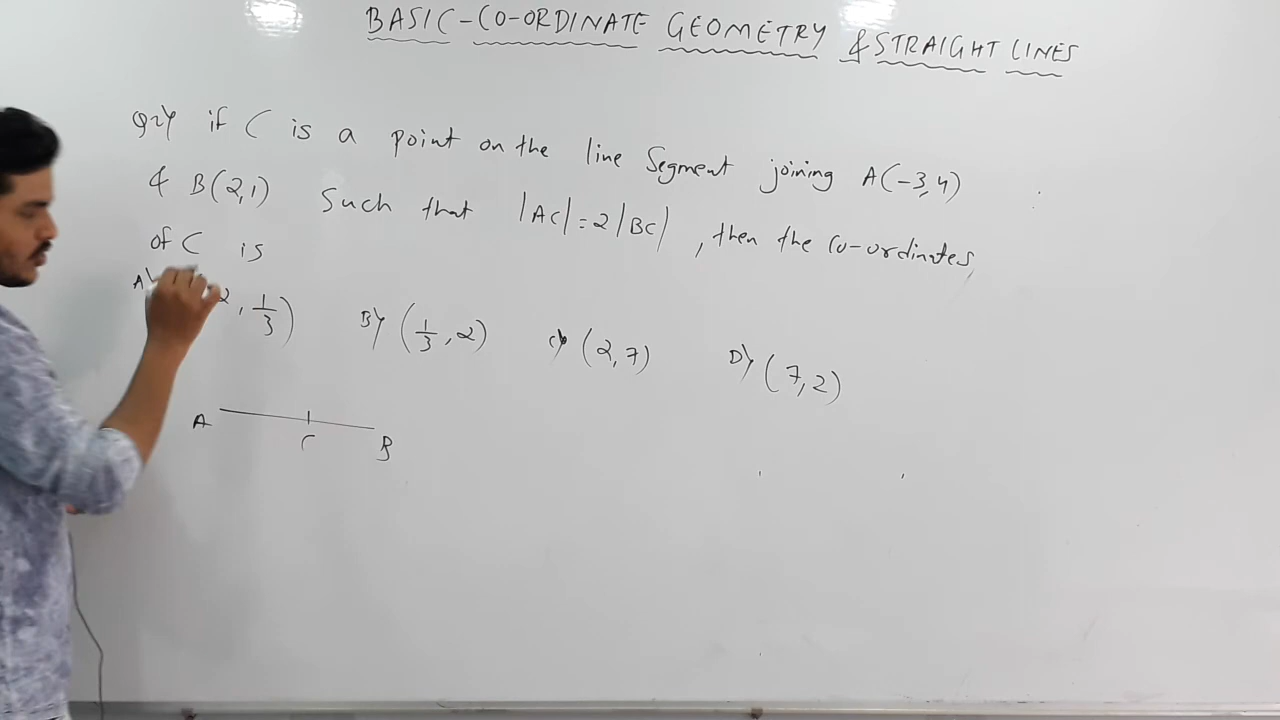 BASIC-CO-ORDINATE GEOMETRY & STRAIGHT LINES
Q2) if C is a point on the line Segment joining A(-3,4)
& B(2,1) Such that |AC|=2|BC|, then the Co-ordinates
of C is
A) 2, 1/3) B) (1/3, 2) C) (2,7) D) (7,2)
A C B